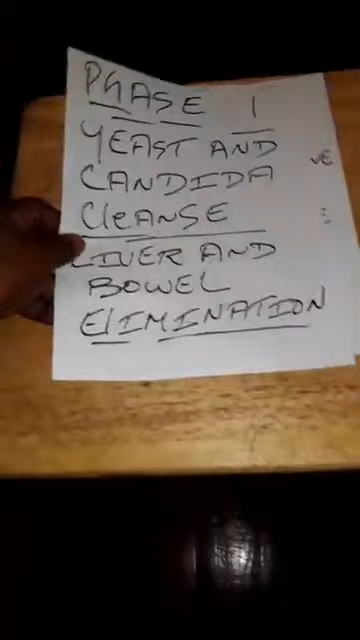 PHASE 1
YEAST AND
CANDIDA
CleANSE
LIVER AND
BOWEL
ElIMINATION